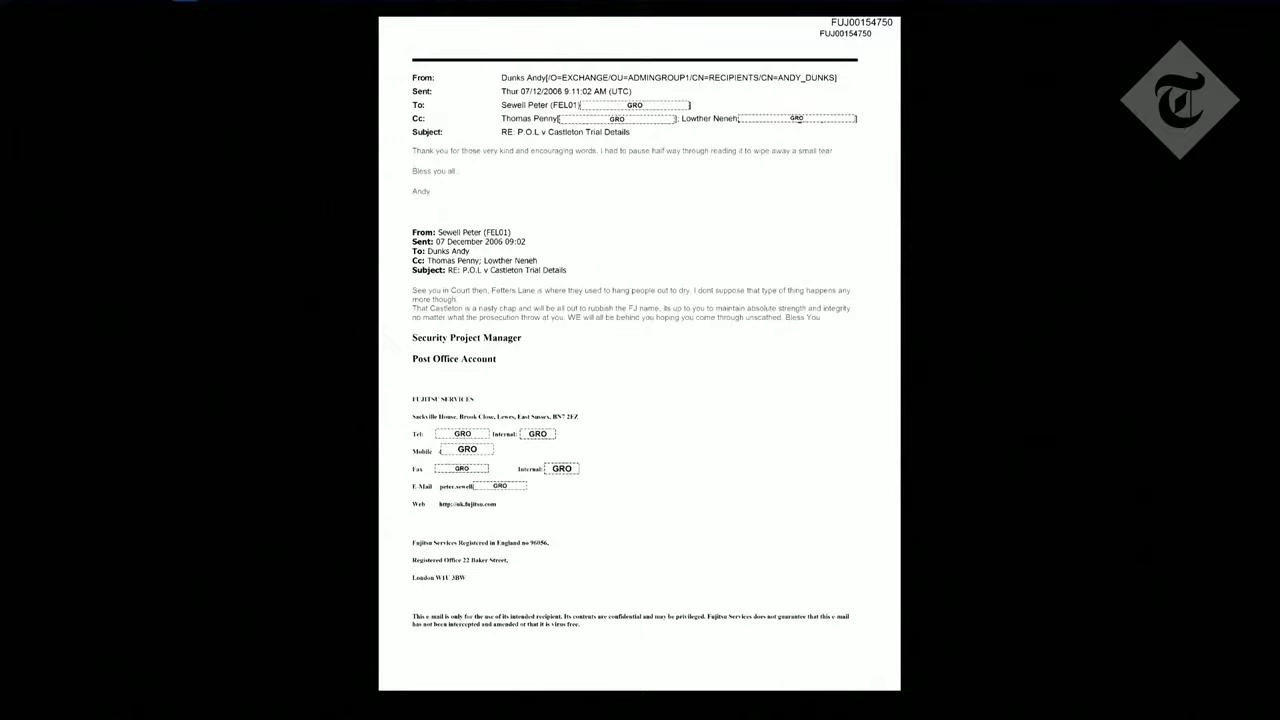 FUJ00154750
FUJ00154750
From: Dunks Andy[/O=EXCHANGE/OU=ADMINGROUP1/CN=RECIPIENTS/CN=ANDY_DUNKS]
Sent: Thur 07/12/2006 9:11:02 AM (UTC)
To: Sewell Peter (FEL01)[ GRO ]
Cc: Thomas Penny[ GRO ]; Lowther Neneh[ GRO ]
Subject: RE: P.O.L v Castleton Trial Details
Thank you for those very kind and encouraging words. I had to pause half way through reading it to wipe away a small tear
Bless you all..
Andy
From: Sewell Peter (FEL01)
Sent: 07 December 2006 09:02
To: Dunks Andy
Cc: Thomas Penny; Lowther Neneh
Subject: RE: P.O.L v Castleton Trial Details
See you in Court then, Fetters Lane is where they used to hang people out to dry. I dont suppose that type of thing happens any
more though.
That Castleton is a nasty chap and will be all out to rubbish the FJ name, its up to you to maintain absolute strength and integrity
no matter what the prosecution throw at you. WE will all be behind you hoping you come through unscathed. Bless You
Security Project Manager
Post Office Account
FUJITSU SERVICES
Sackville House, Brook Close, Lewes, East Sussex, BN7 2FZ
Tel: GRO Internal: GRO
Mobile GRO
Fax GRO Internal: GRO
E-Mail peter.sewell GRO
Web http://uk.fujitsu.com
Fujitsu Services Registered in England no 96056,
Registered Office 22 Baker Street,
London W1U 3BW
This e-mail is only for the use of its intended recipient. Its contents are confidential and may be privileged. Fujitsu Services does not guarantee that this e-mail
has not been intercepted and amended or that it is virus free.
T